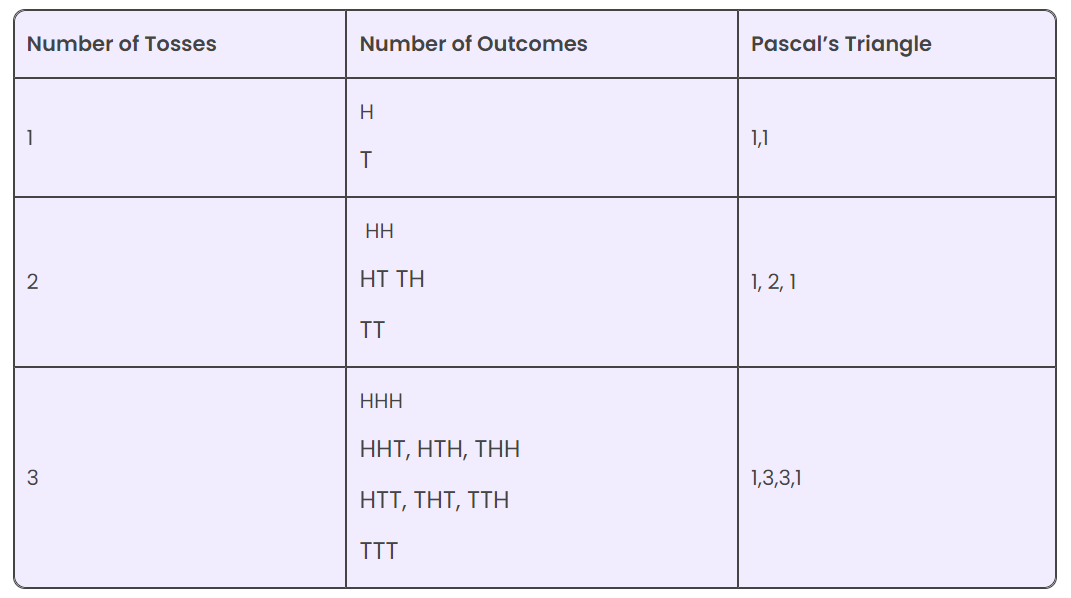 Number of Tosses Number of Outcomes Pascal’s Triangle
1
H
T
1,1
2
HH
HT TH
TT
1, 2, 1
3
HHH
HHT, HTH, THH
HTT, THT, TTH
TTT
1,3,3,1